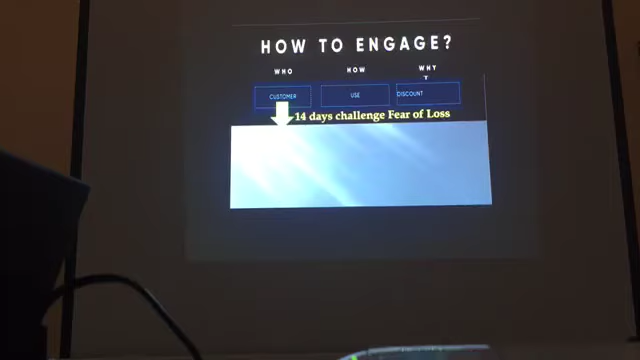 HOW TO ENGAGE?
WHO HOW WHY
CUSTOMER USE DISCOUNT
14 days challenge Fear of Loss